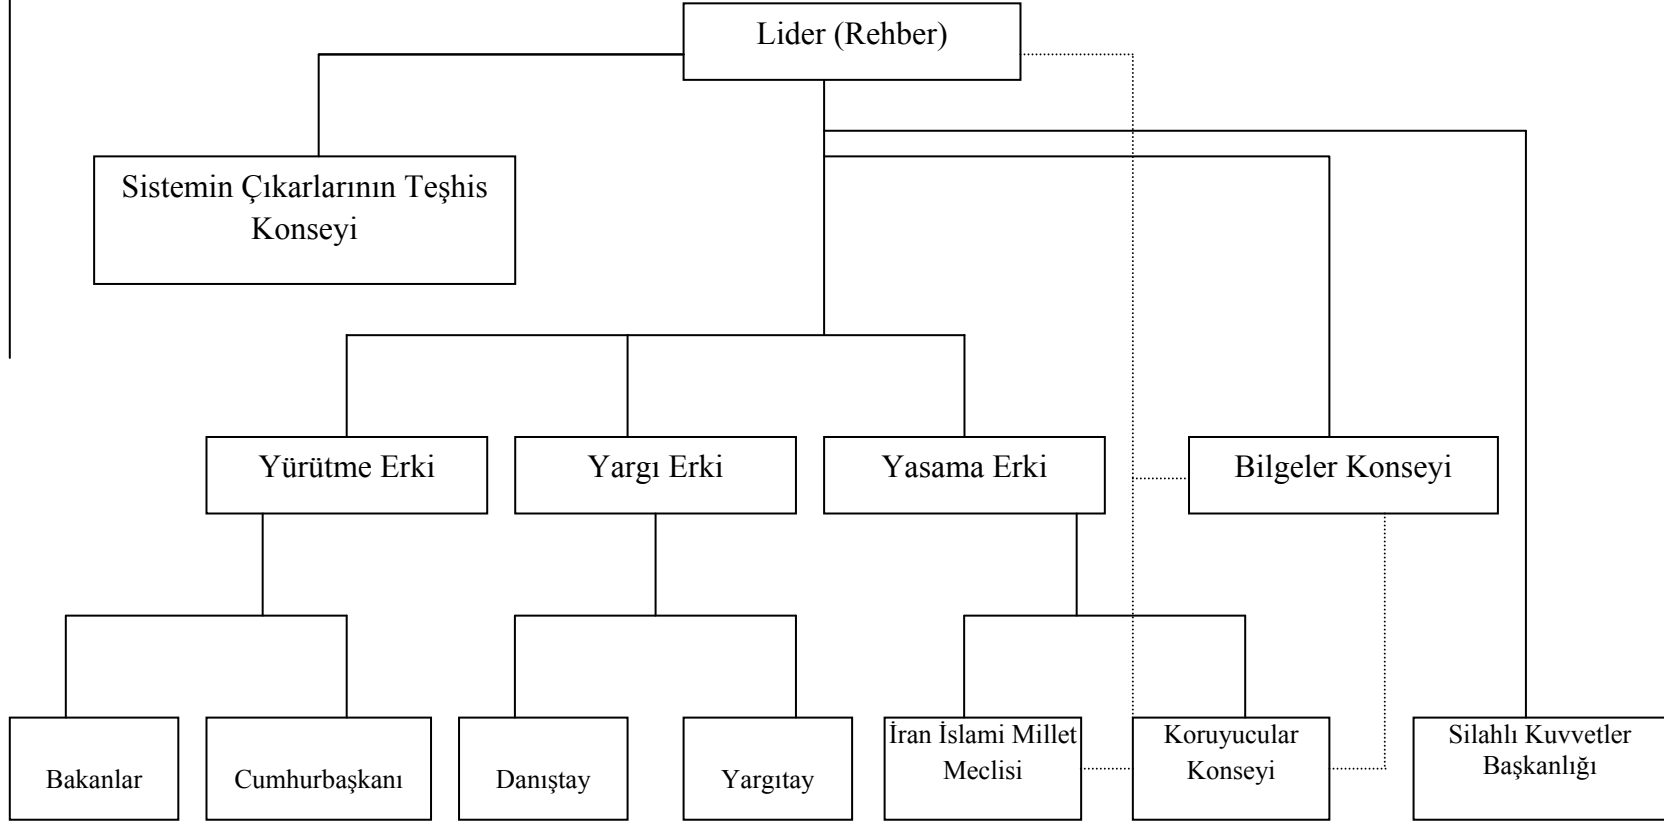 Lider (Rehber)
Sistemin Çıkarlarının Teşhis
Konseyi
Yürütme Erki
Yargı Erki
Yasama Erki
Bilgeler Konseyi
Bakanlar
Cumhurbaşkanı
Danıştay
Yargıtay
İran İslami Millet
Meclisi
Koruyucular
Konseyi
Silahlı Kuvvetler
Başkanlığı